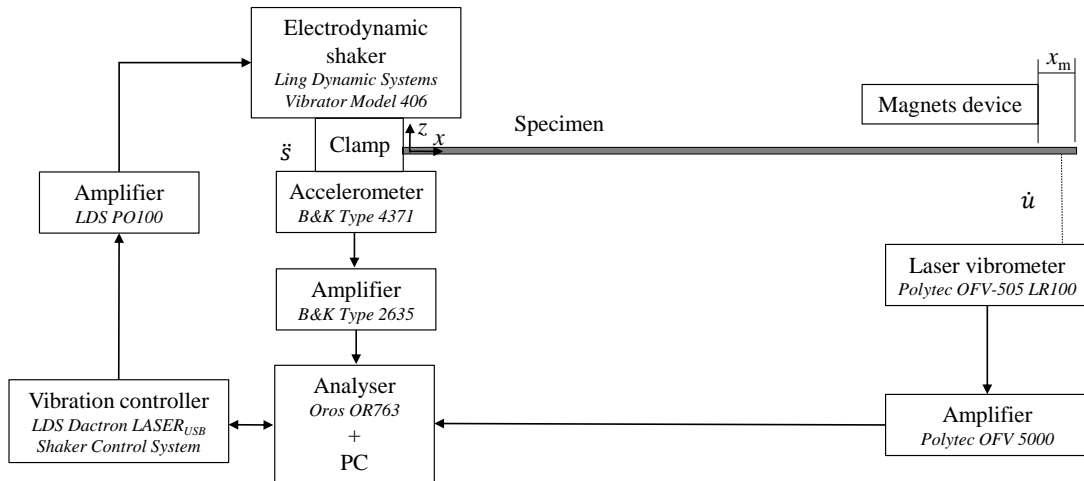 Electrodynamic
shaker
Ling Dynamic Systems
Vibrator Model 406
xm
Magnets device
Specimen
z
x
s̈
Clamp
Amplifier
LDS PO100
Accelerometer
B&K Type 4371
u̇
Laser vibrometer
Polytec OFV-505 LR100
Amplifier
B&K Type 2635
Vibration controller
LDS Dactron LASERUSB
Shaker Control System
Analyser
Oros OR763
+
PC
Amplifier
Polytec OFV 5000